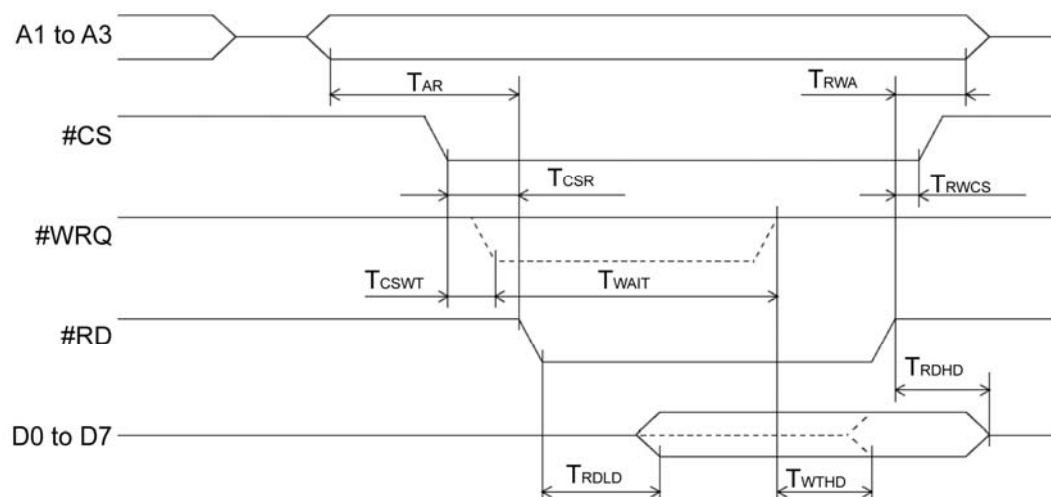 A1 to A3
TAR
TRWA
#CS
TCSR
TRWCS
#WRQ
TCSWT
TWAIT
#RD
TRDHD
D0 to D7
TRDLD
TWTHD